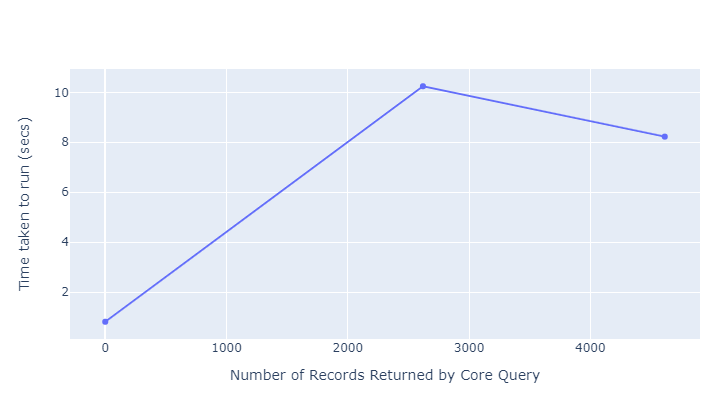 10
8
6
4
2
Time taken to run (secs)
0 1000 2000 3000 4000
Number of Records Returned by Core Query